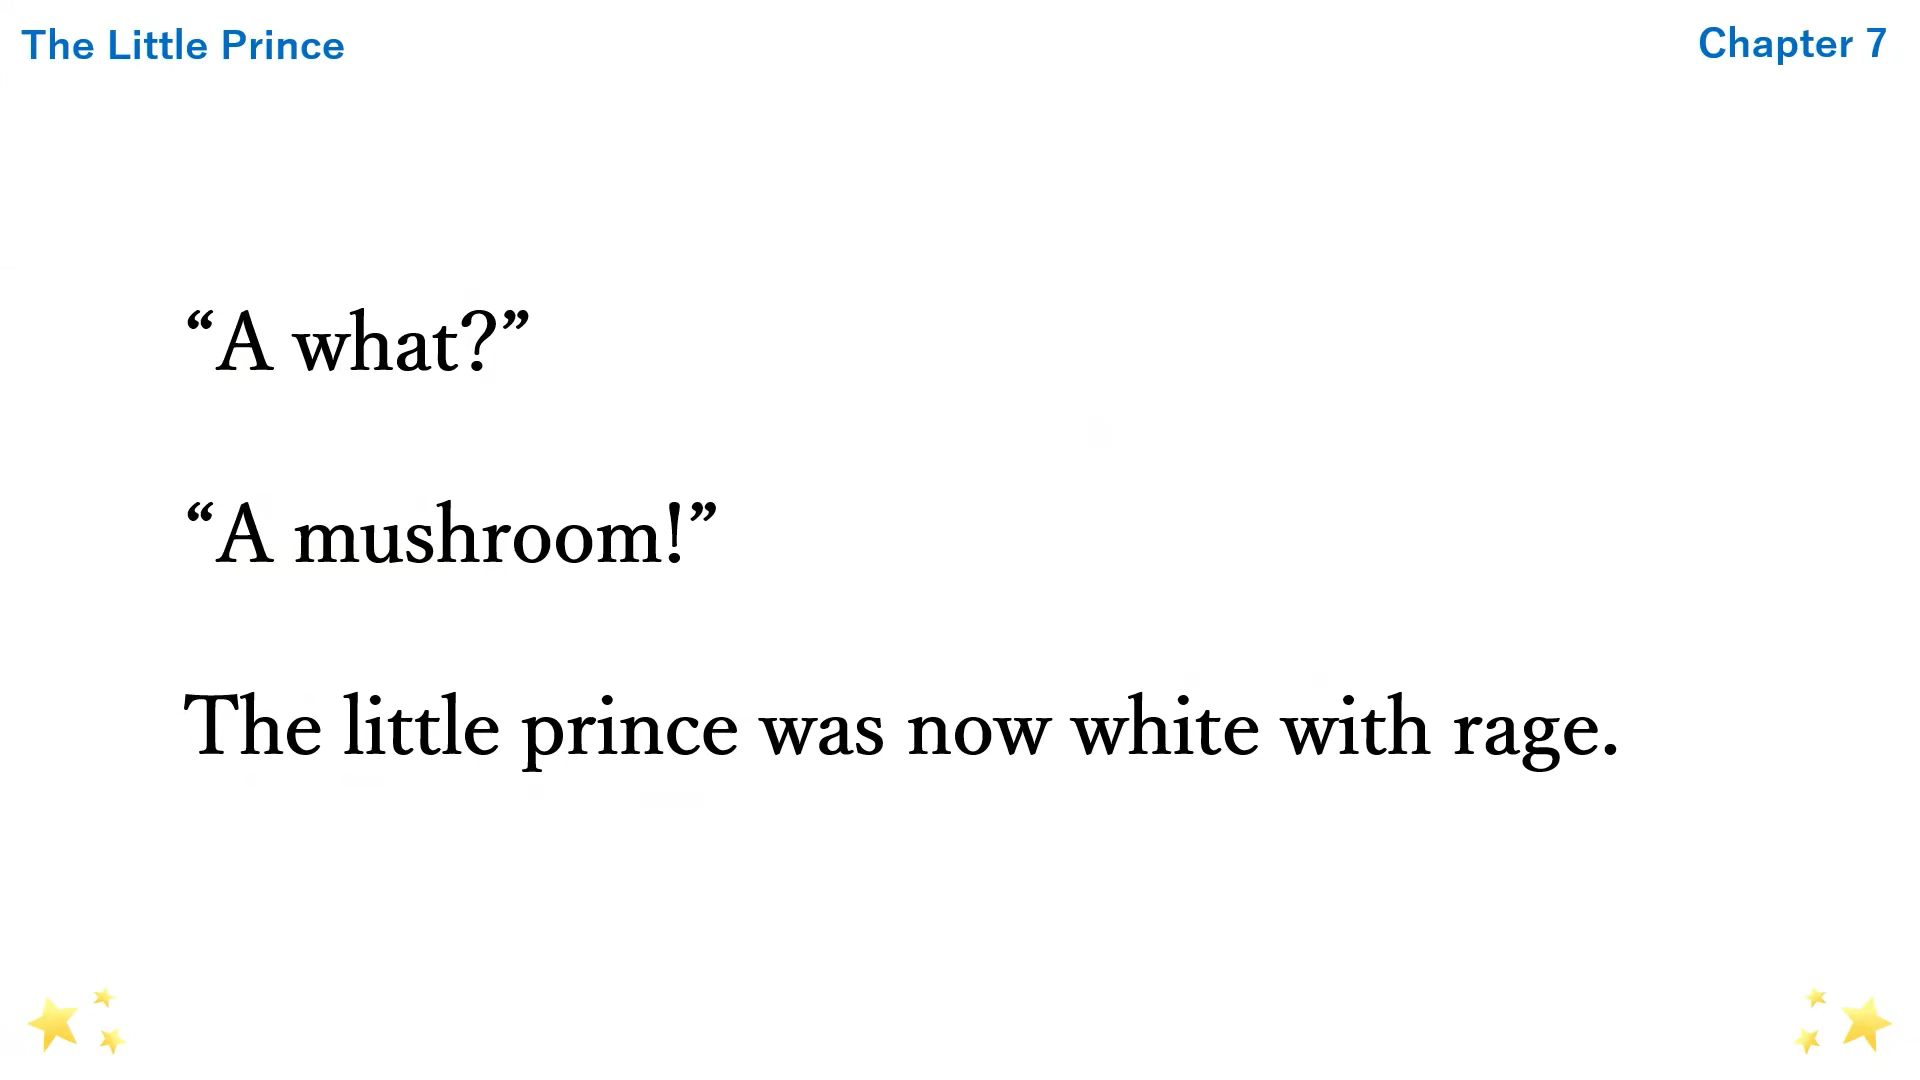 The Little Prince
Chapter 7
“A what?”
“A mushroom!”
The little prince was now white with rage.